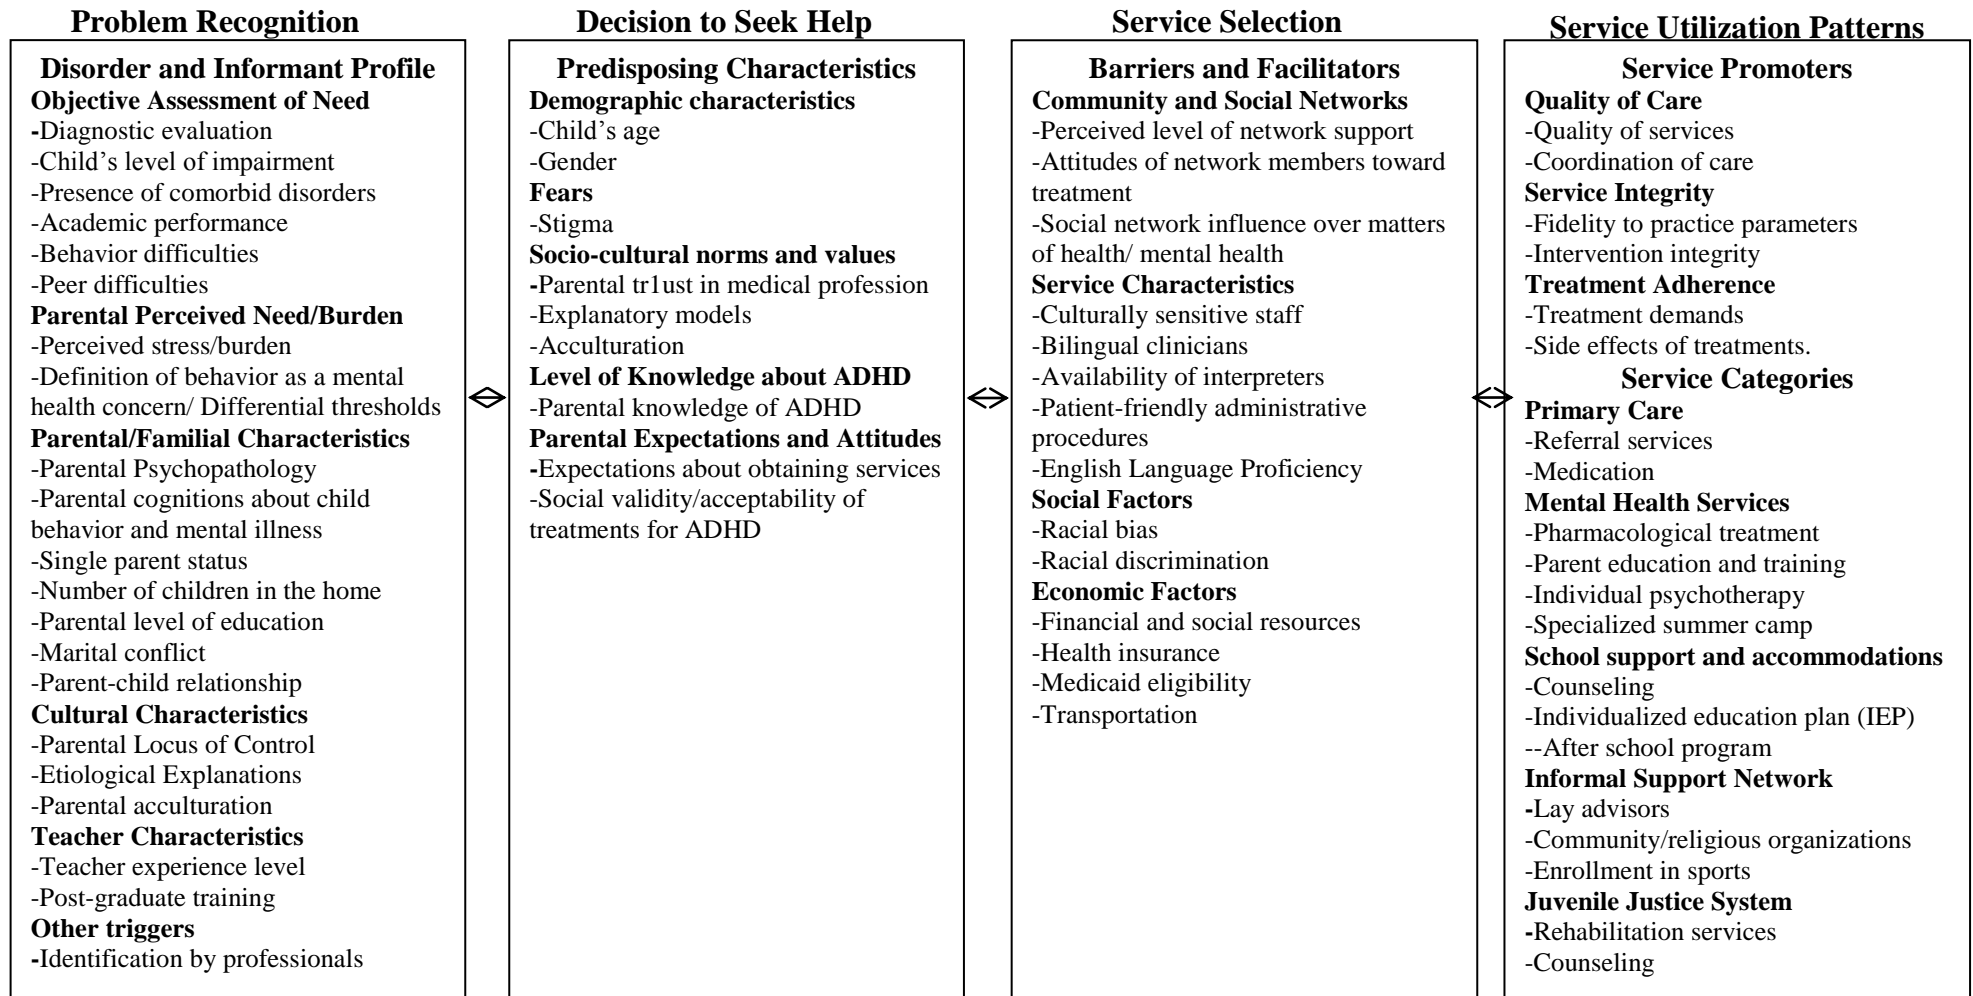 Problem Recognition
Disorder and Informant Profile
Objective Assessment of Need
-Diagnostic evaluation
-Child’s level of impairment
-Presence of comorbid disorders
-Academic performance
-Behavior difficulties
-Peer difficulties
Parental Perceived Need/Burden
-Perceived stress/burden
-Definition of behavior as a mental
health concern/ Differential thresholds
Parental/Familial Characteristics
-Parental Psychopathology
-Parental cognitions about child
behavior and mental illness
-Single parent status
-Number of children in the home
-Parental level of education
-Marital conflict
-Parent-child relationship
Cultural Characteristics
-Parental Locus of Control
-Etiological Explanations
-Parental acculturation
Teacher Characteristics
-Teacher experience level
-Post-graduate training
Other triggers
-Identification by professionals
Decision to Seek Help
Predisposing Characteristics
Demographic characteristics
-Child’s age
-Gender
Fears
-Stigma
Socio-cultural norms and values
-Parental tr1ust in medical profession
-Explanatory models
-Acculturation
Level of Knowledge about ADHD
-Parental knowledge of ADHD
Parental Expectations and Attitudes
-Expectations about obtaining services
-Social validity/acceptability of
treatments for ADHD
Service Selection
Barriers and Facilitators
Community and Social Networks
-Perceived level of network support
-Attitudes of network members toward
treatment
-Social network influence over matters
of health/ mental health
Service Characteristics
-Culturally sensitive staff
-Bilingual clinicians
-Availability of interpreters
-Patient-friendly administrative
procedures
-English Language Proficiency
Social Factors
-Racial bias
-Racial discrimination
Economic Factors
-Financial and social resources
-Health insurance
-Medicaid eligibility
-Transportation
Service Utilization Patterns
Service Promoters
Quality of Care
-Quality of services
-Coordination of care
Service Integrity
-Fidelity to practice parameters
-Intervention integrity
Treatment Adherence
-Treatment demands
-Side effects of treatments.
Service Categories
Primary Care
-Referral services
-Medication
Mental Health Services
-Pharmacological treatment
-Parent education and training
-Individual psychotherapy
-Specialized summer camp
School support and accommodations
-Counseling
-Individualized education plan (IEP)
--After school program
Informal Support Network
-Lay advisors
-Community/religious organizations
-Enrollment in sports
Juvenile Justice System
-Rehabilitation services
-Counseling